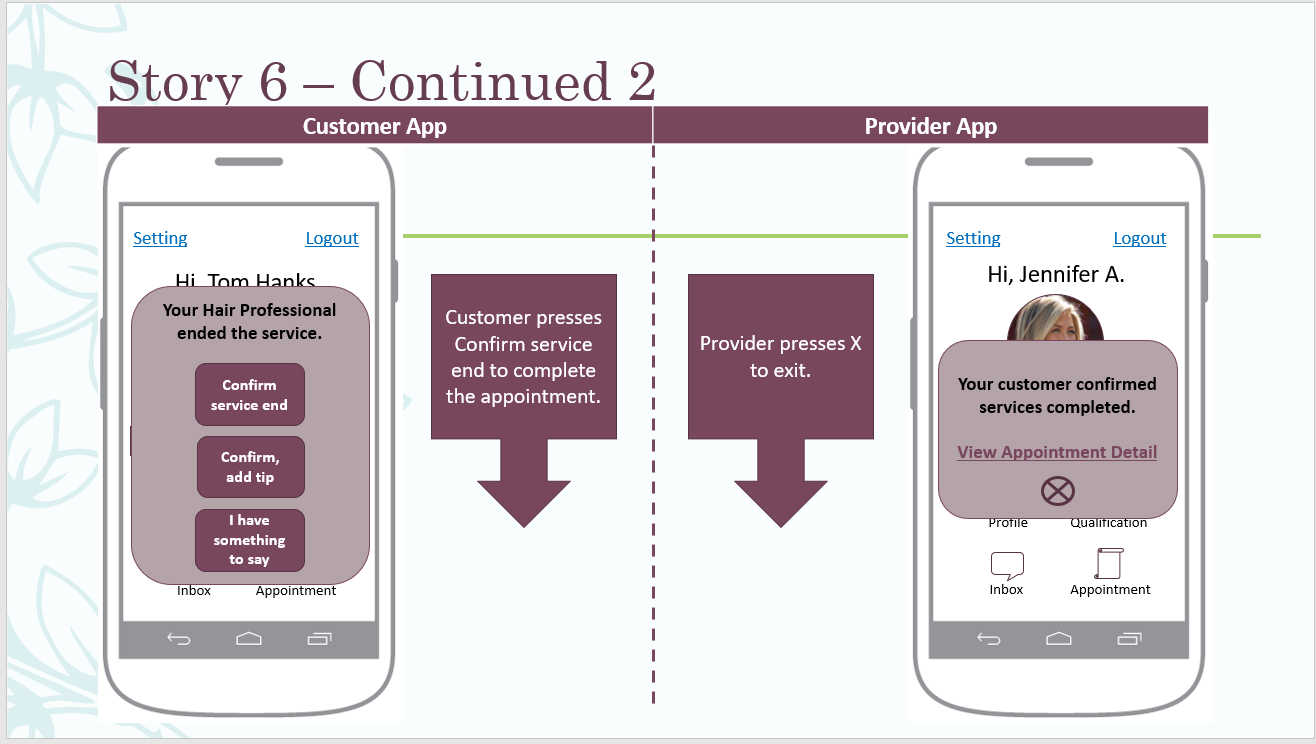 Story 6 – Continued 2
Customer App
Provider App
Setting
Logout
Hi, Tom Hanks
Your Hair Professional
ended the service.
Confirm
service end
Confirm,
add tip
I have
something
to say
Inbox
Appointment
Customer presses
Confirm service
end to complete
the appointment.
Provider presses X
to exit.
Setting
Logout
Hi, Jennifer A.
Your customer confirmed
services completed.
View Appointment Detail
Profile
Qualification
Inbox
Appointment